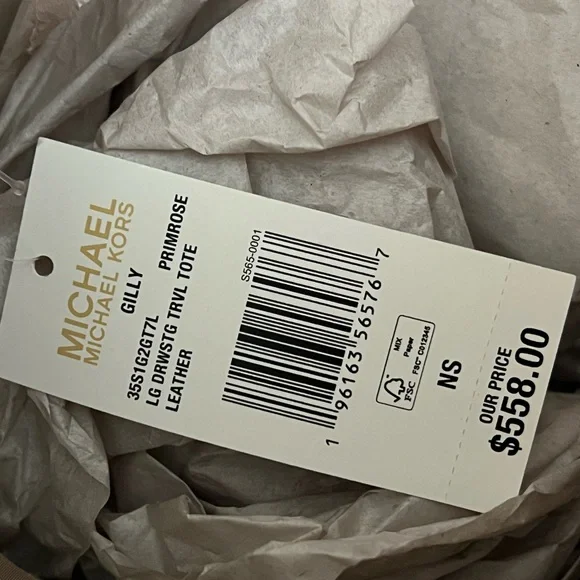 MICHAEL
MICHAEL KORS
GILLY PRIMROSE
35S1G2GT7L
LG DRWSTG TRVL TOTE
LEATHER
S565-0001
1 96163 56576 7
FSC
MIX
Paper
FSC™ C012345
NS
OUR PRICE
$558.00